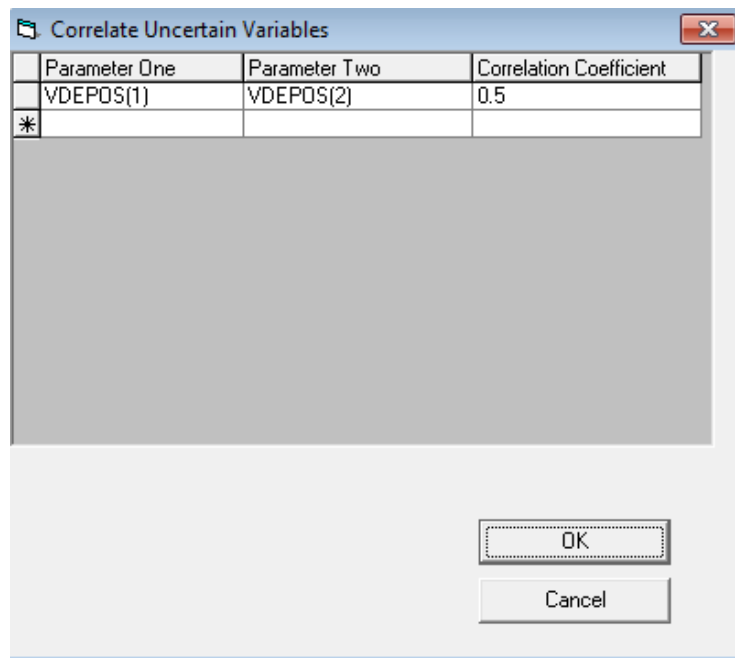 Correlate Uncertain Variables
Parameter One Parameter Two Correlation Coefficient
VDEPOS(1) VDEPOS(2) 0.5
*
OK
Cancel